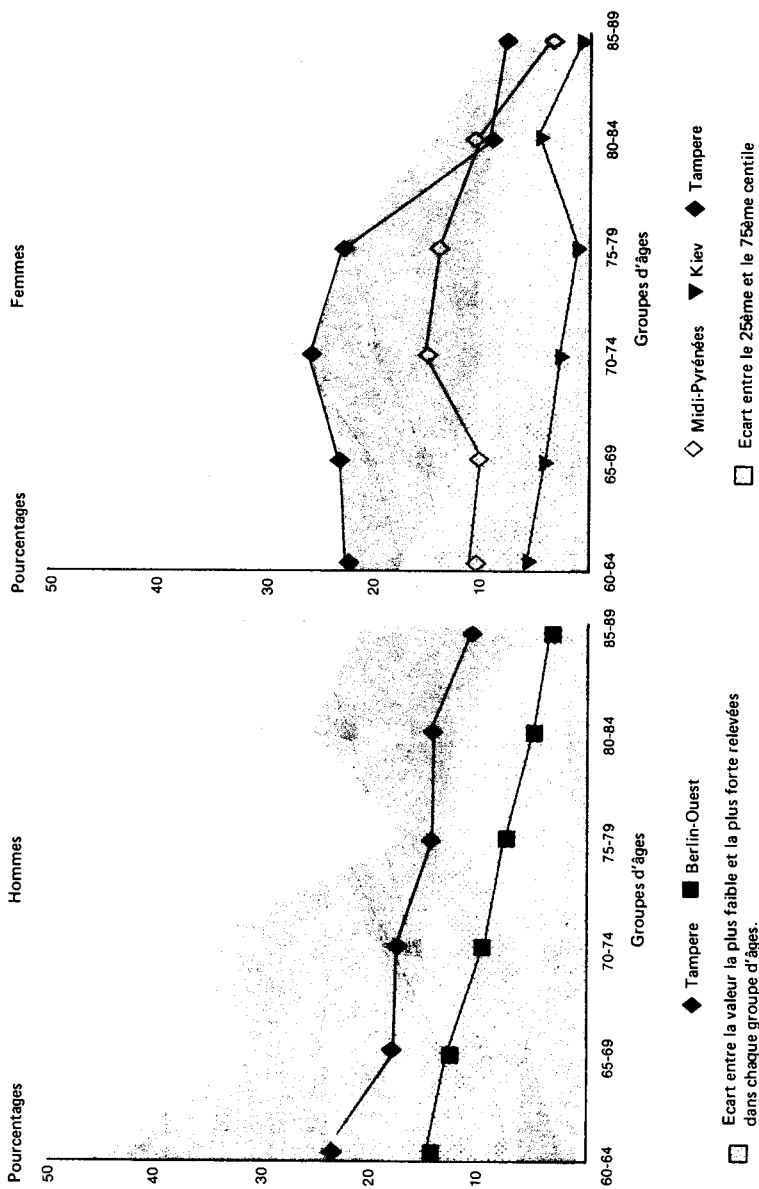 Hommes
Pourcentages
50
40
30
20
10
60-64
65-69
70-74
75-79
80-84
85-89
Groupes d'âges
Tampere
Berlin-Ouest
Ecart entre la valeur la plus faible et la plus forte relevées
dans chaque groupe d'âges.
Femmes
Pourcentages
50
40
30
20
10
60-64
65-69
70-74
75-79
80-84
85-89
Groupes d'âges
Midi-Pyrénées
Kiev
Tampere
Ecart entre le 25ème et le 75ème centile